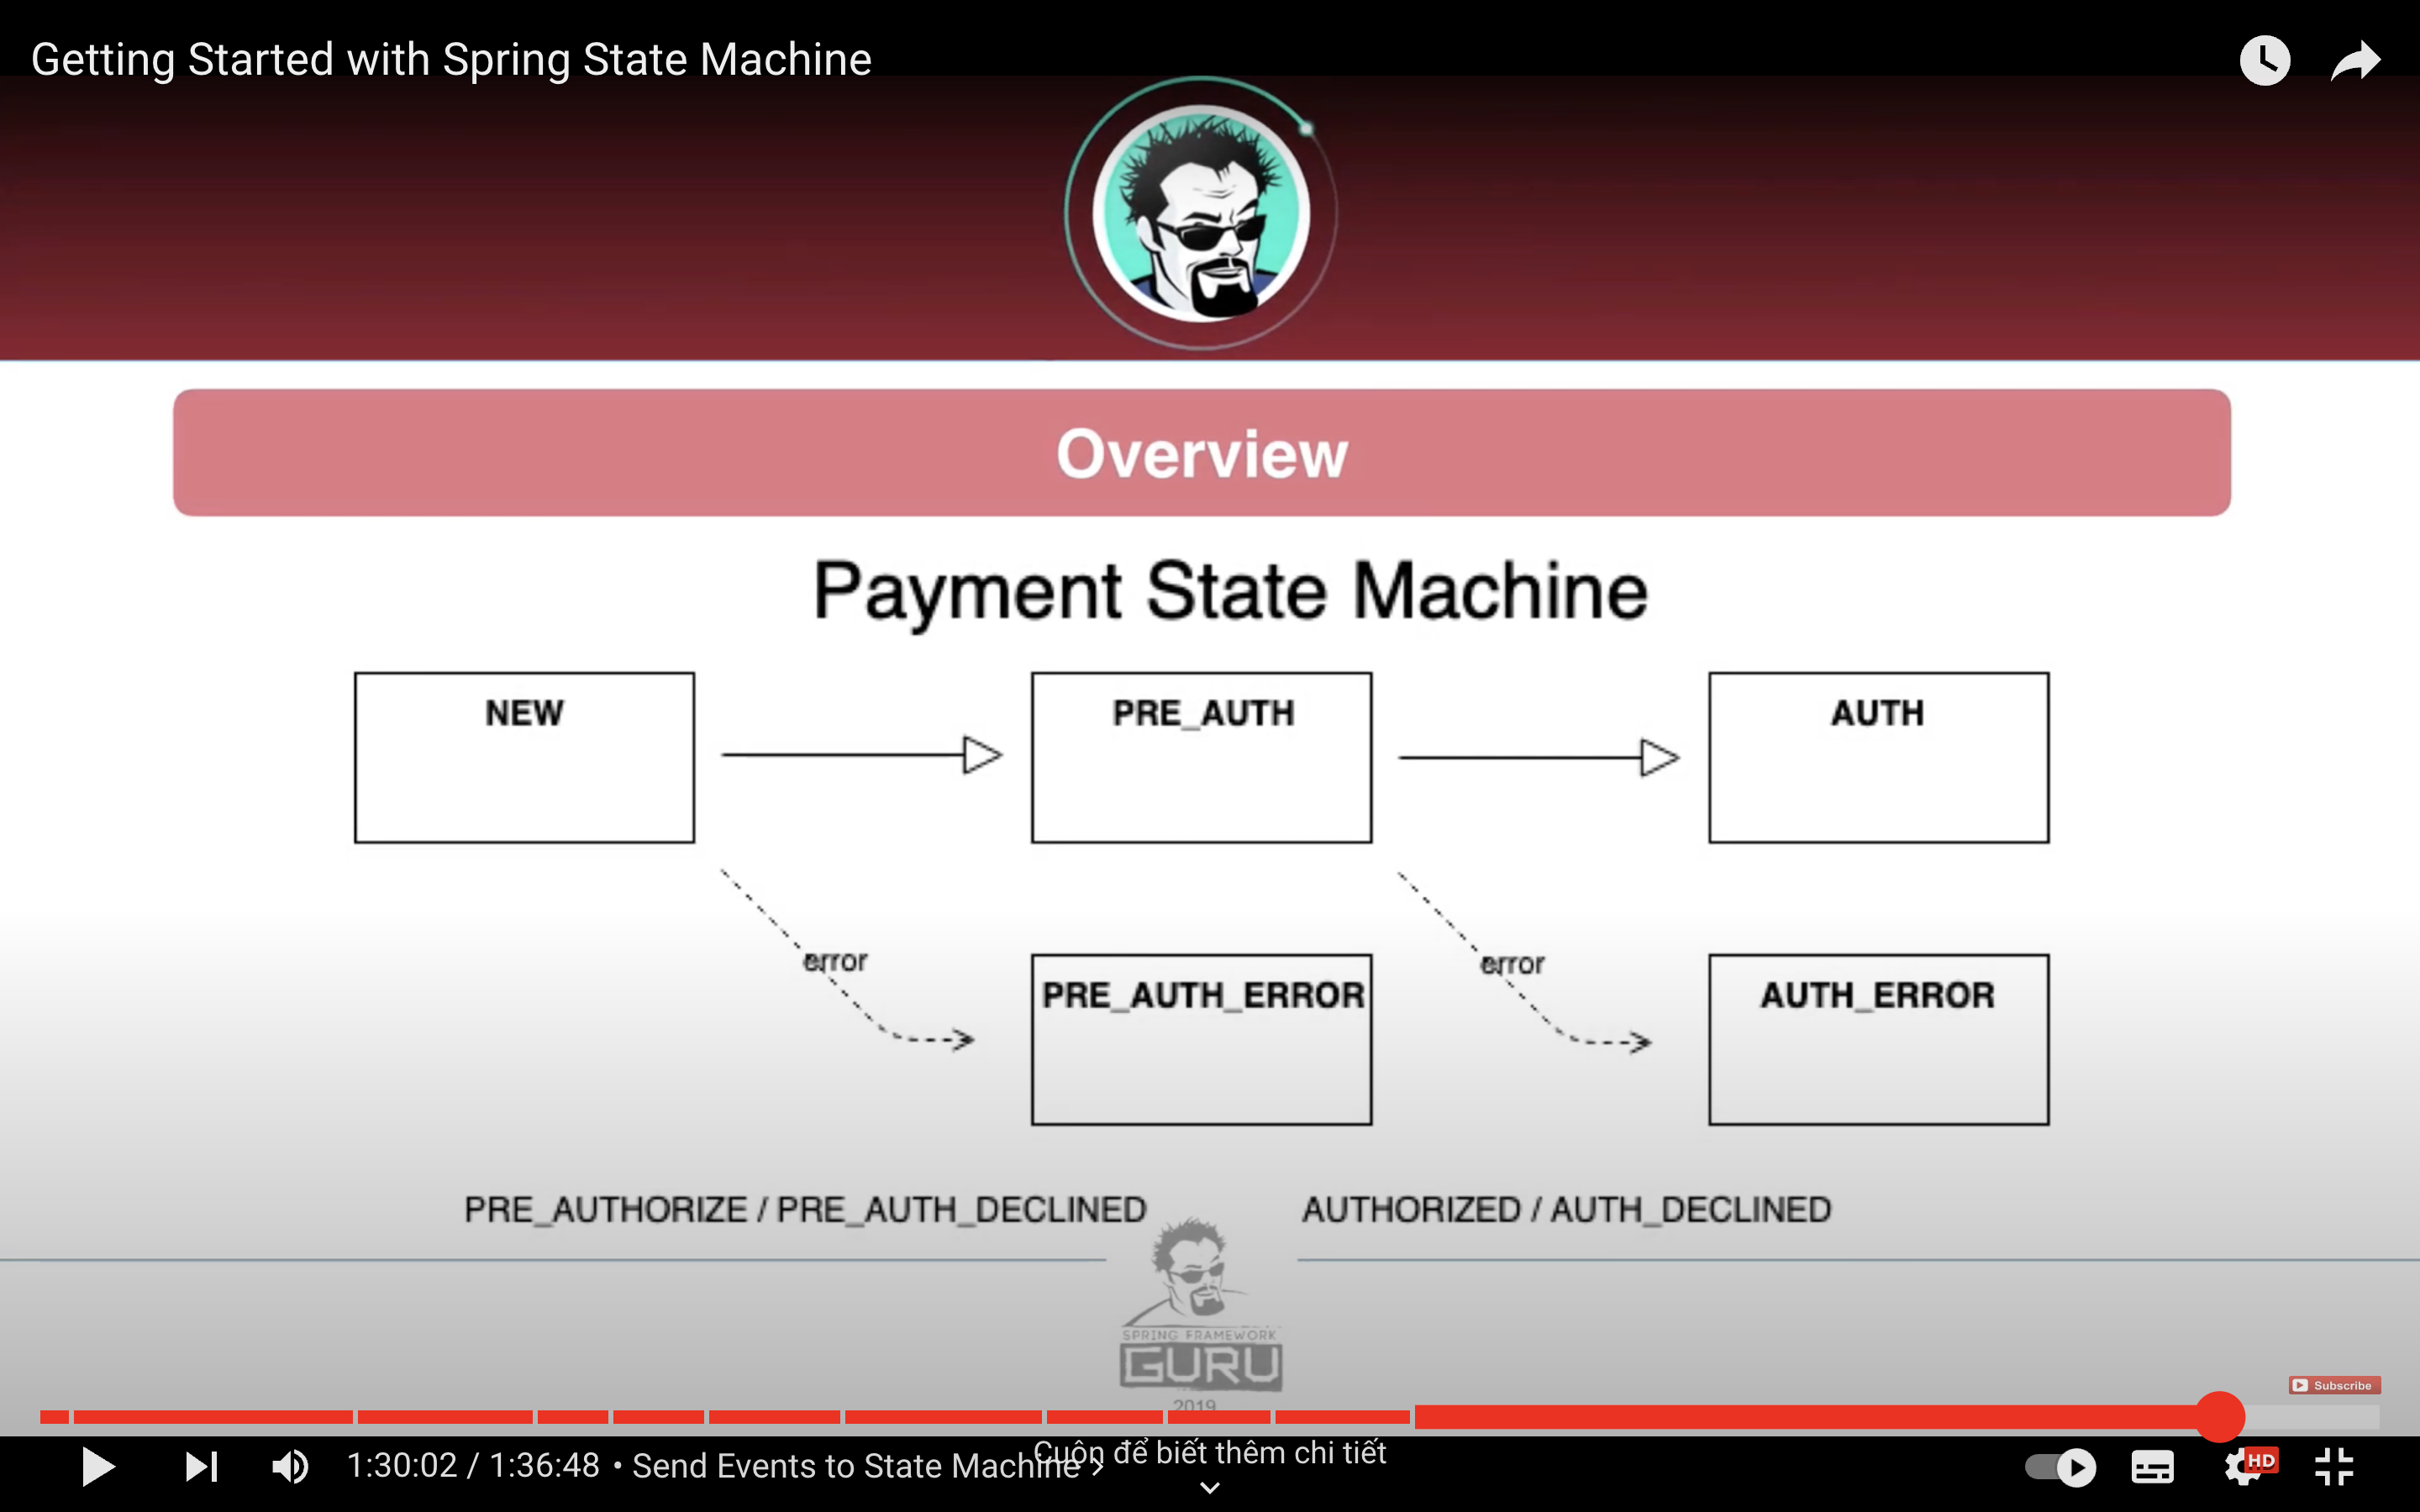 Getting Started with Spring State Machine
Overview
Payment State Machine
NEW
PRE_AUTH
AUTH
error
error
PRE_AUTH_ERROR
AUTH_ERROR
PRE_AUTHORIZE / PRE_AUTH_DECLINED
AUTHORIZED / AUTH_DECLINED
SPRING FRAMEWORK
GURU
2019
Subscribe
1:30:02 / 1:36:48 • Send Events to State Machine
Cuộn để biết thêm chi tiết
HD